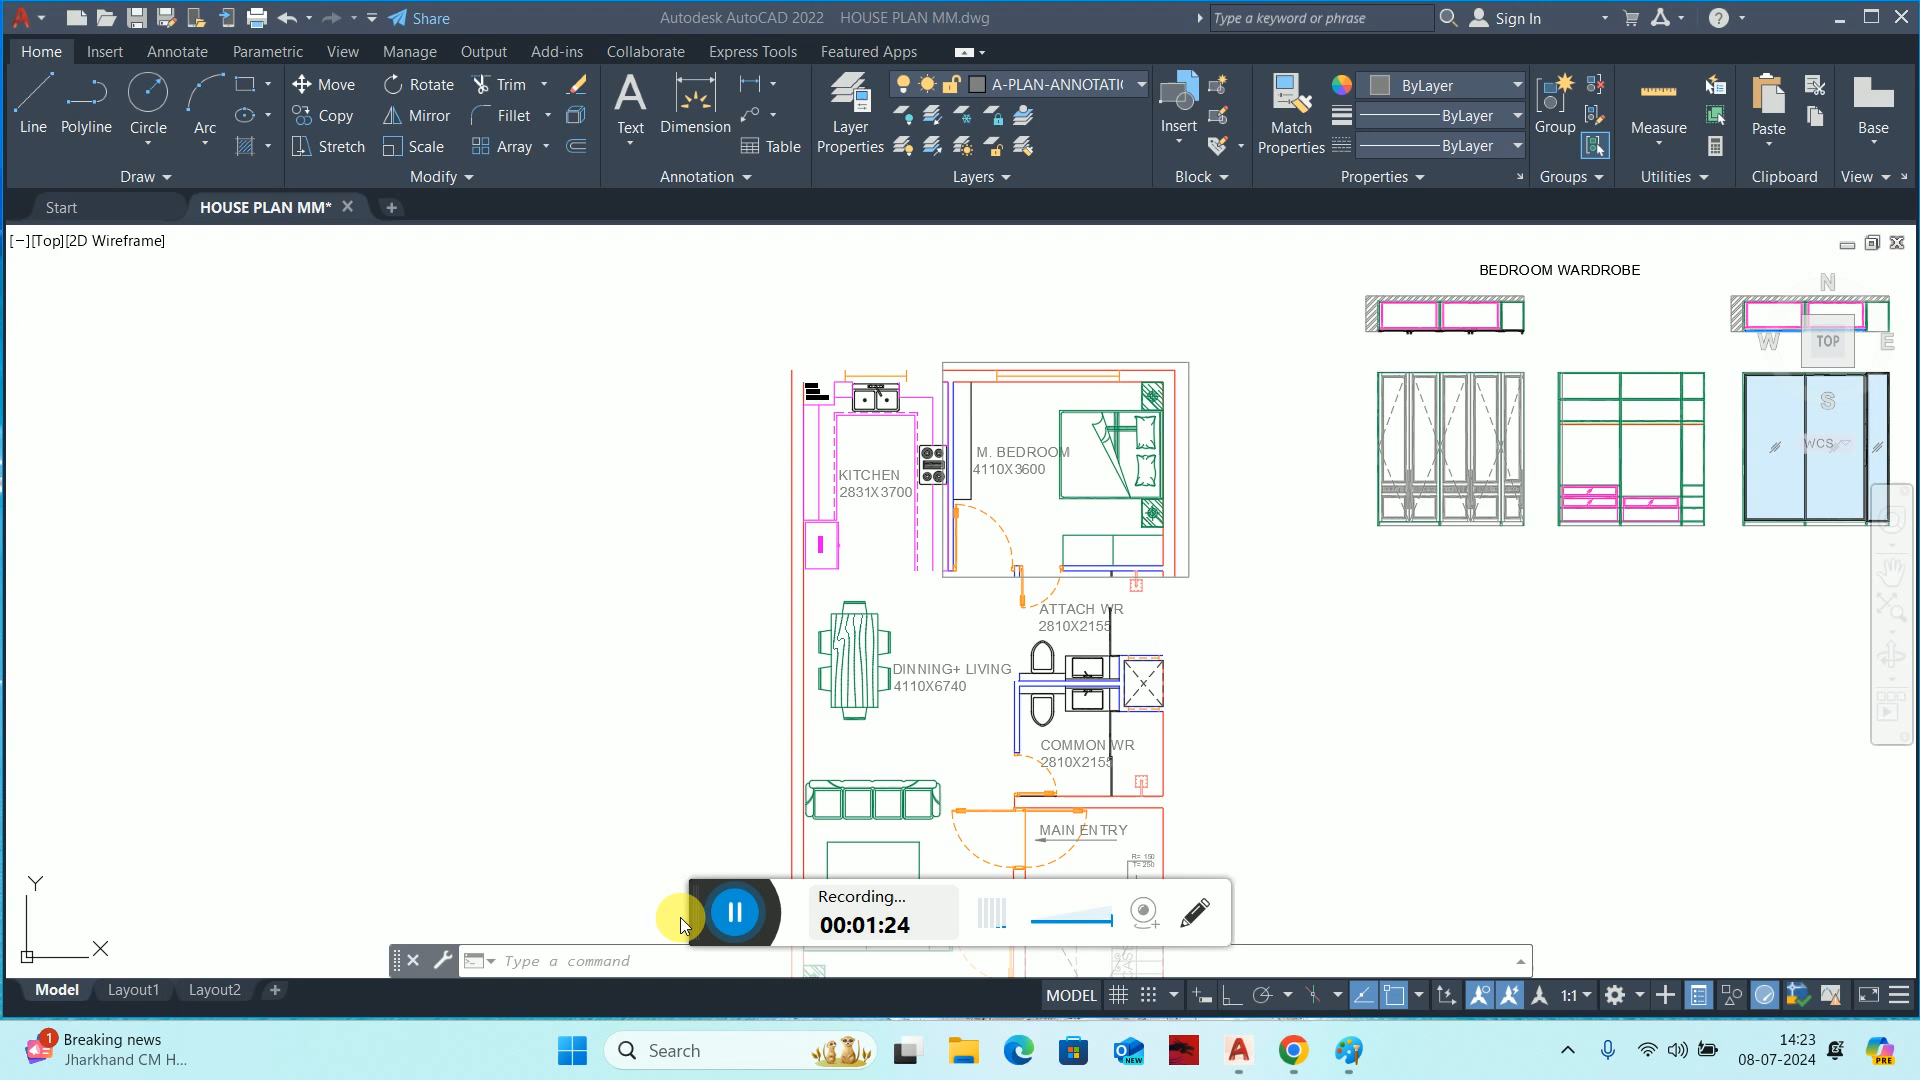 Share
Autodesk AutoCAD 2022 HOUSE PLAN MM.dwg
Type a keyword or phrase
Sign In
Home Insert Annotate Parametric View Manage Output Add-ins Collaborate Express Tools Featured Apps
Line Polyline Circle Arc
Move Rotate Trim
Copy Mirror Fillet
Stretch Scale Array
Text Dimension Table
Layer Properties
A-PLAN-ANNOTATI
Insert
Match Properties
ByLayer
ByLayer
ByLayer
Group
Measure
Paste
Base
Draw Modify Annotation Layers Block Properties Groups Utilities Clipboard View
Start HOUSE PLAN MM*
[−][Top][2D Wireframe]
BEDROOM WARDROBE
N
W TOP E
S
WCS
M. BEDROOM
4110X3600
KITCHEN
2831X3700
ATTACH WR
2810X2155
DINNING+ LIVING
4110X6740
COMMON WR
2810X2155
MAIN ENTRY
R= 150
T= 250
Y
X
Recording...
00:01:24
Type a command
Model Layout1 Layout2
MODEL
1:1
1
Breaking news
Jharkhand CM H...
Search
NEW
14:23
08-07-2024
PRE